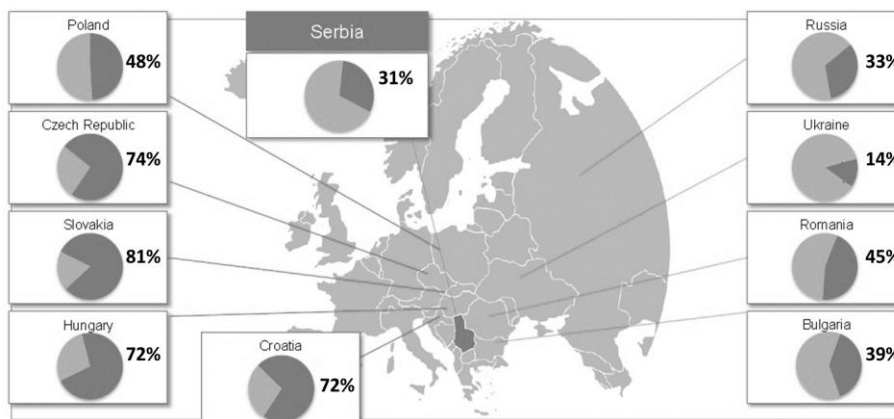 Poland
48%
Serbia
31%
Russia
33%
Czech Republic
74%
Ukraine
14%
Slovakia
81%
Romania
45%
Hungary
72%
Croatia
72%
Bulgaria
39%